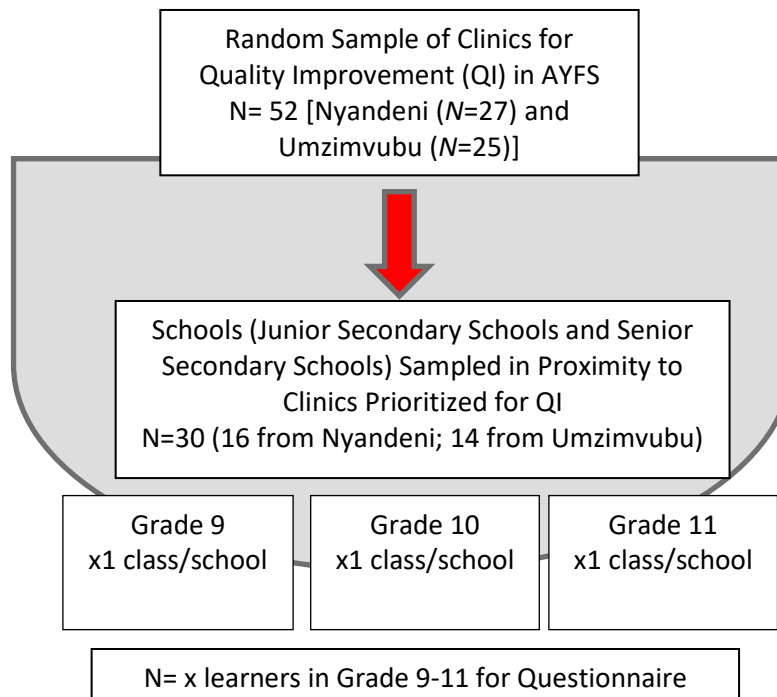 Random Sample of Clinics for
Quality Improvement (QI) in AYFS
N= 52 [Nyandeni (N=27) and
Umzimvubu (N=25)]
Schools (Junior Secondary Schools and Senior
Secondary Schools) Sampled in Proximity to
Clinics Prioritized for QI
N=30 (16 from Nyandeni; 14 from Umzimvubu)
Grade 9
x1 class/school
Grade 10
x1 class/school
Grade 11
x1 class/school
N= x learners in Grade 9-11 for Questionnaire